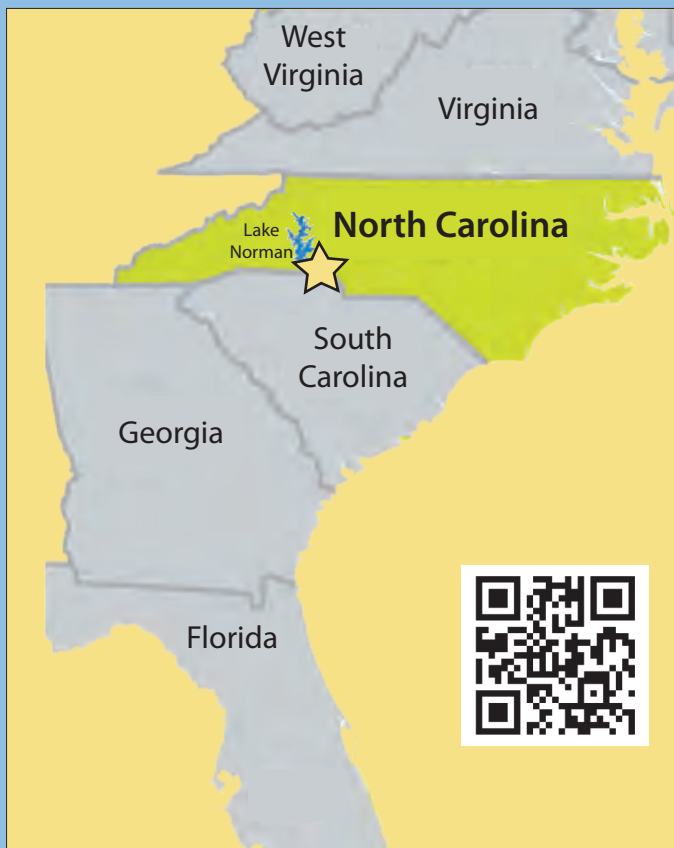 West
Virginia
Virginia
North Carolina
Lake
Norman
South
Carolina
Georgia
Florida